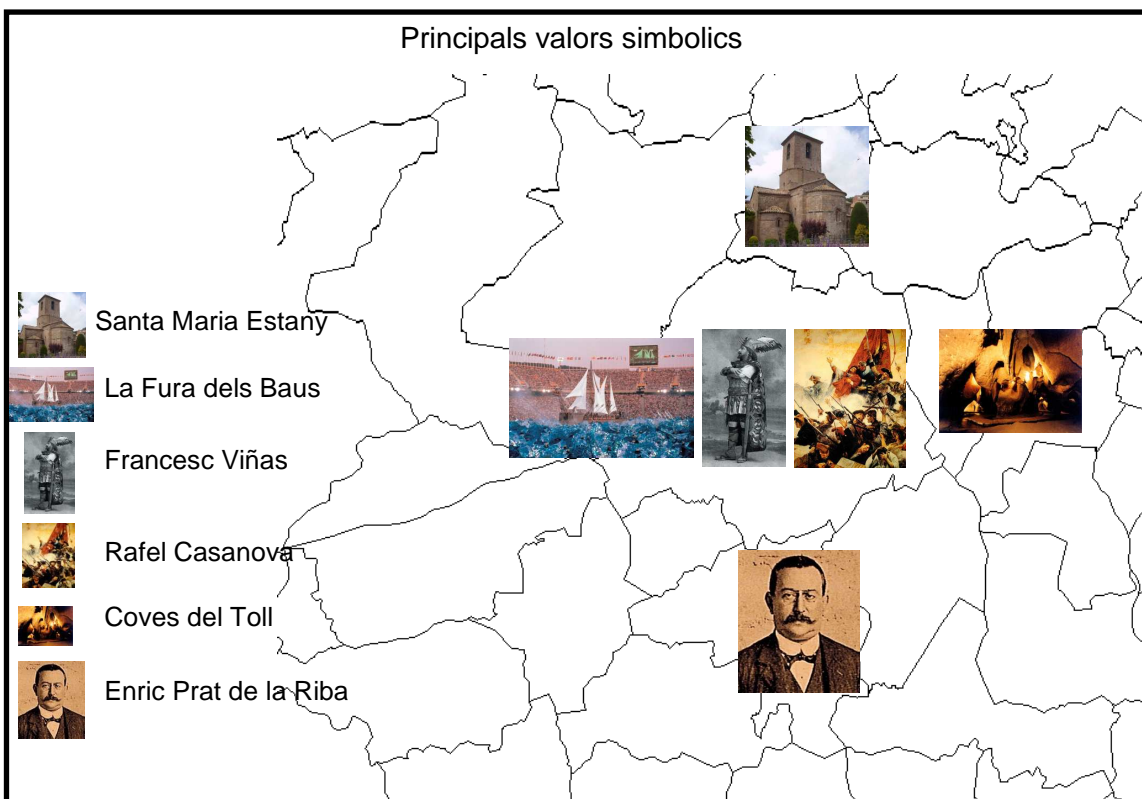 Principals valors simbolics
Santa Maria Estany
La Fura dels Baus
Francesc Viñas
Rafel Casanova
Coves del Toll
Enric Prat de la Riba